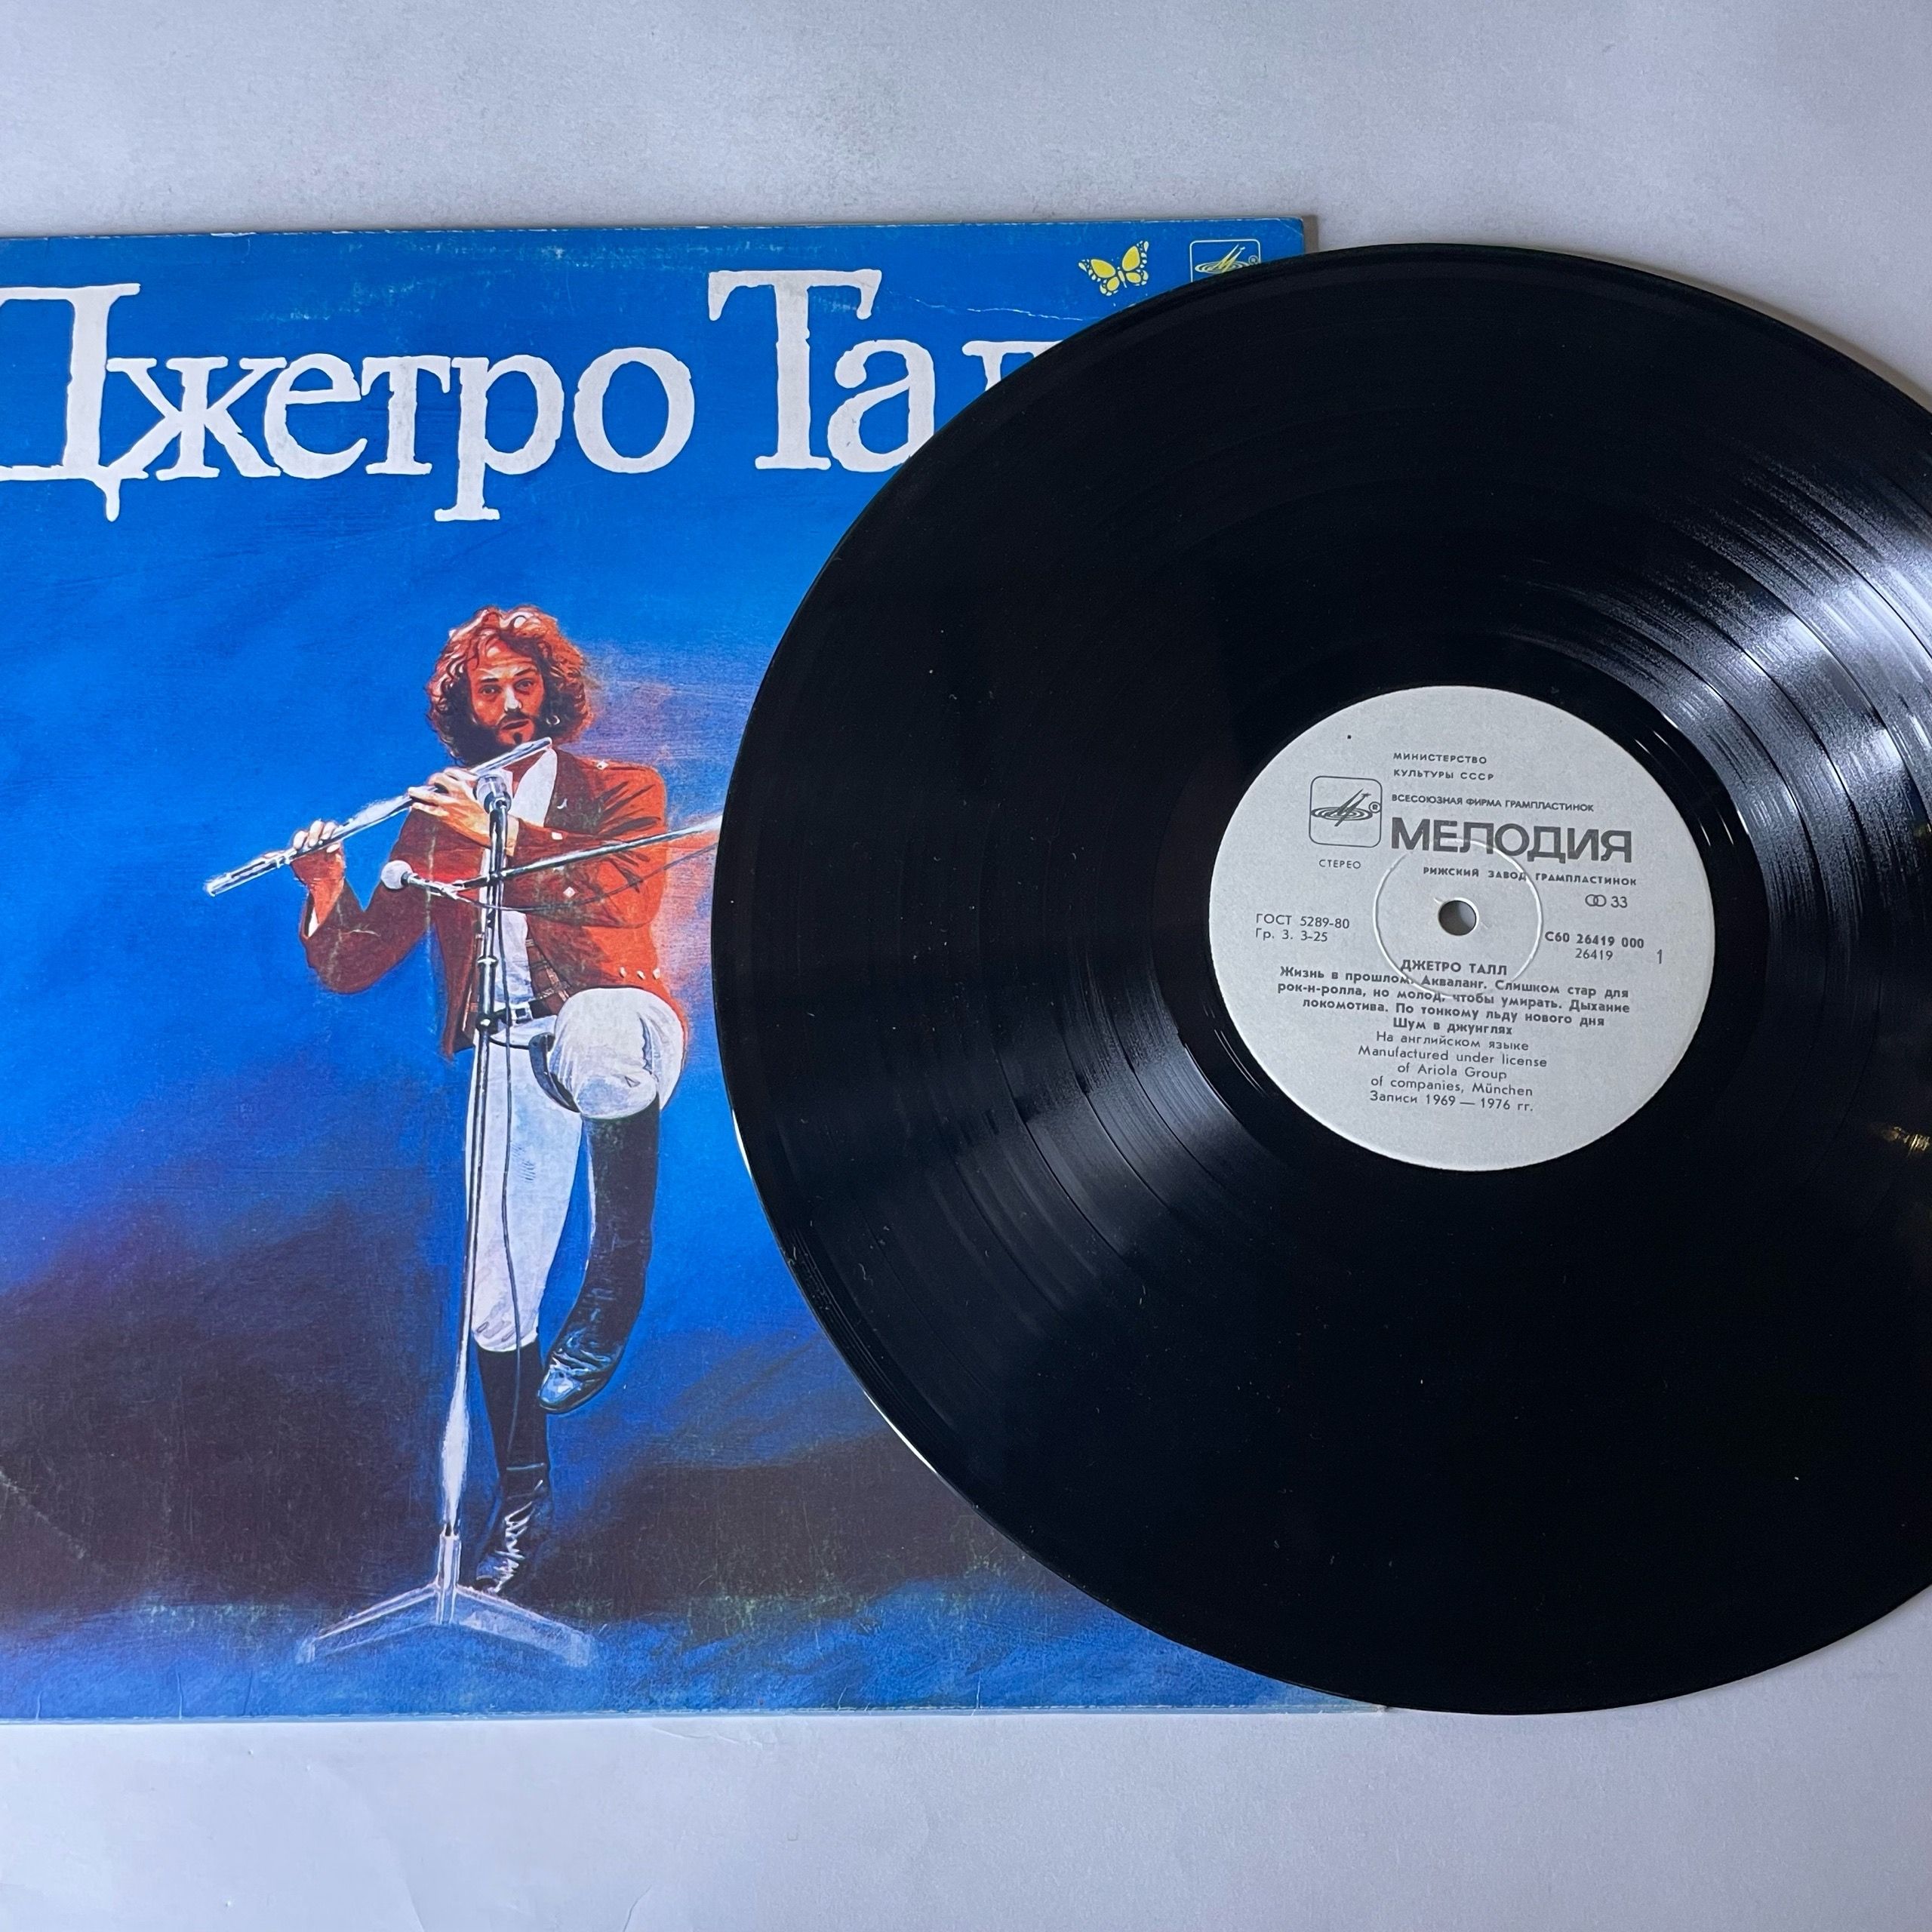 Джетро Тал
МИНИСТЕРСТВО
КУЛЬТУРЫ СССР
ВСЕСОЮЗНАЯ ФИРМА ГРАМПЛАСТИНОК
МЕЛОДИЯ
®
СТЕРЕО
РИЖСКИЙ ЗАВОД ГРАМПЛАСТИНОК
33
ГОСТ 5289-80
Гр. 3. 3-25
С60 26419 000
26419
1
ДЖЕТРО ТАЛЛ
Жизнь в прошлом. Акваланг. Слишком стар для
рок-н-ролла, но молод, чтобы умирать. Дыхание
локомотива. По тонкому льду нового дня
Шум в джунглях
На английском языке
Manufactured under license
of Ariola Group
of companies, München
Записи 1969 — 1976 гг.